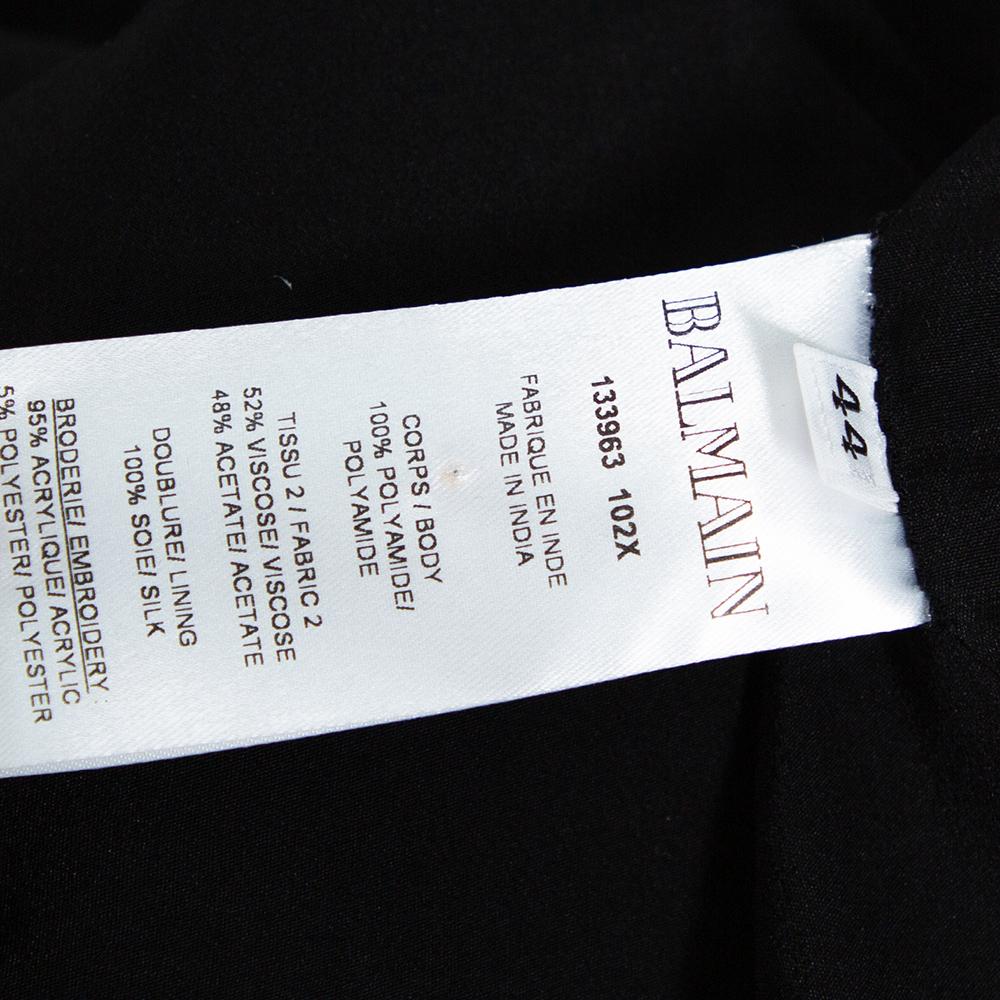 44
BALMAIN
133963 102X
FABRIQUE EN INDE
MADE IN INDIA
CORPS / BODY
100% POLYAMIDE/
POLYAMIDE
TISSU 2 / FABRIC 2
52% VISCOSE/ VISCOSE
48% ACETATE/ ACETATE
DOUBLURE/ LINING
100% SOIE/ SILK
BRODERIE/ EMBROIDERY :
95% ACRYLIQUE/ ACRYLIC
5% POLYESTER/ POLYESTER